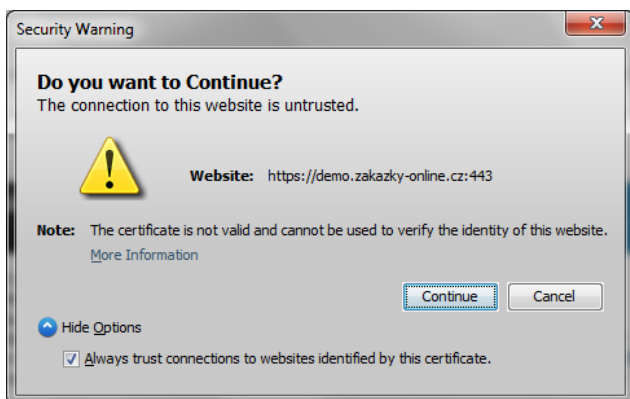 Security Warning
Do you want to Continue?
The connection to this website is untrusted.
Website: https://demo.zakazky-online.cz:443
Note: The certificate is not valid and cannot be used to verify the identity of this website.
More Information
Continue Cancel
Hide Options
Always trust connections to websites identified by this certificate.